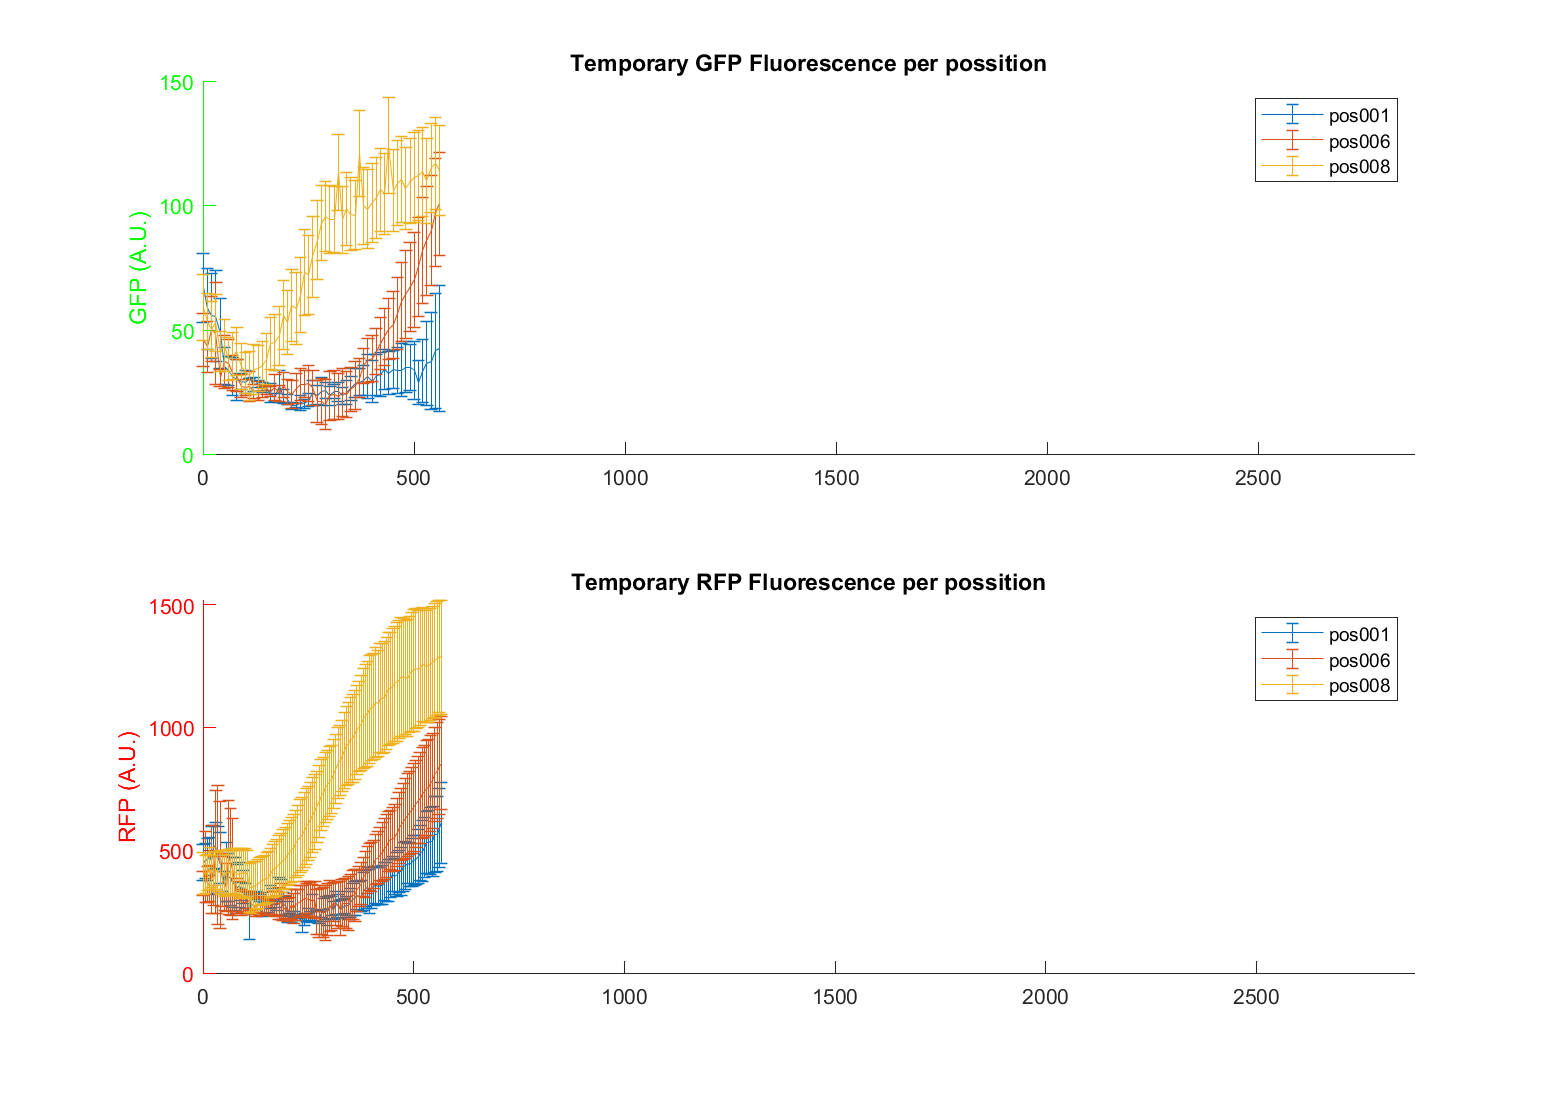 Temporary GFP Fluorescence per possition
GFP (A.U.)
150
100
50
0
0 500 1000 1500 2000 2500
pos001
pos006
pos008
Temporary RFP Fluorescence per possition
RFP (A.U.)
1500
1000
500
0
0 500 1000 1500 2000 2500
pos001
pos006
pos008